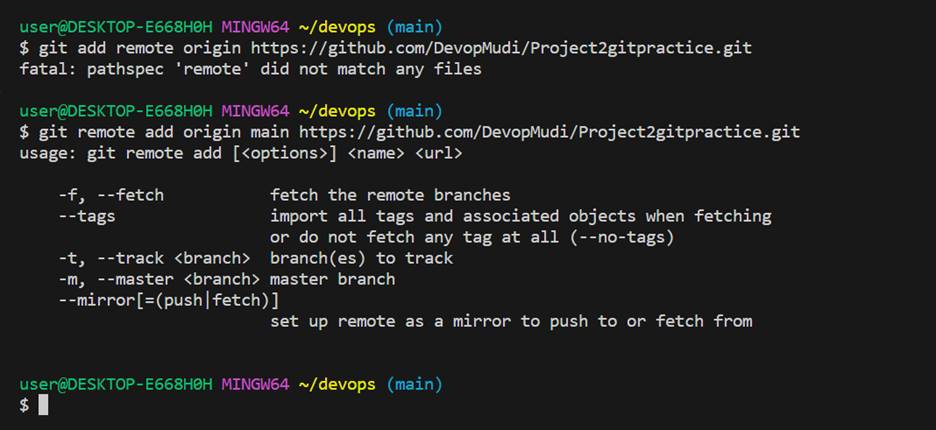 user@DESKTOP-E668H0H MINGW64 ~/devops (main)
$ git add remote origin https://github.com/DevopMudi/Project2gitpractice.git
fatal: pathspec 'remote' did not match any files
user@DESKTOP-E668H0H MINGW64 ~/devops (main)
$ git remote add origin main https://github.com/DevopMudi/Project2gitpractice.git
usage: git remote add [<options>] <name> <url>
-f, --fetch fetch the remote branches
--tags import all tags and associated objects when fetching
or do not fetch any tag at all (--no-tags)
-t, --track <branch> branch(es) to track
-m, --master <branch> master branch
--mirror[=(push|fetch)]
set up remote as a mirror to push to or fetch from
user@DESKTOP-E668H0H MINGW64 ~/devops (main)
$